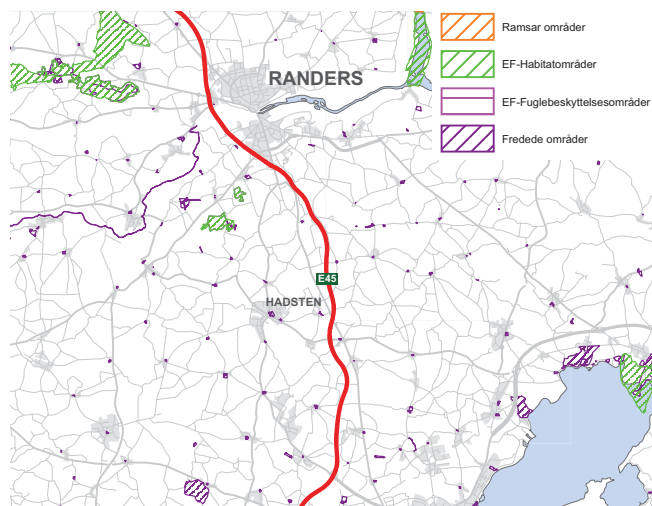 Ramsar områder
EF-Habitatområder
EF-Fuglebeskyttelsesområder
Fredede områder
RANDERS
E45
HADSTEN